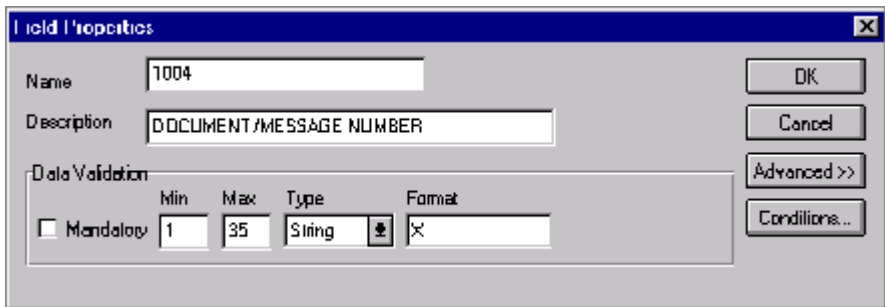 Field Properties
Name 1004 OK
Description DOCUMENT/MESSAGE NUMBER Cancel
Data Validation Advanced >>
Min Max Type Format
Mandatory 1 35 String X Conditions...